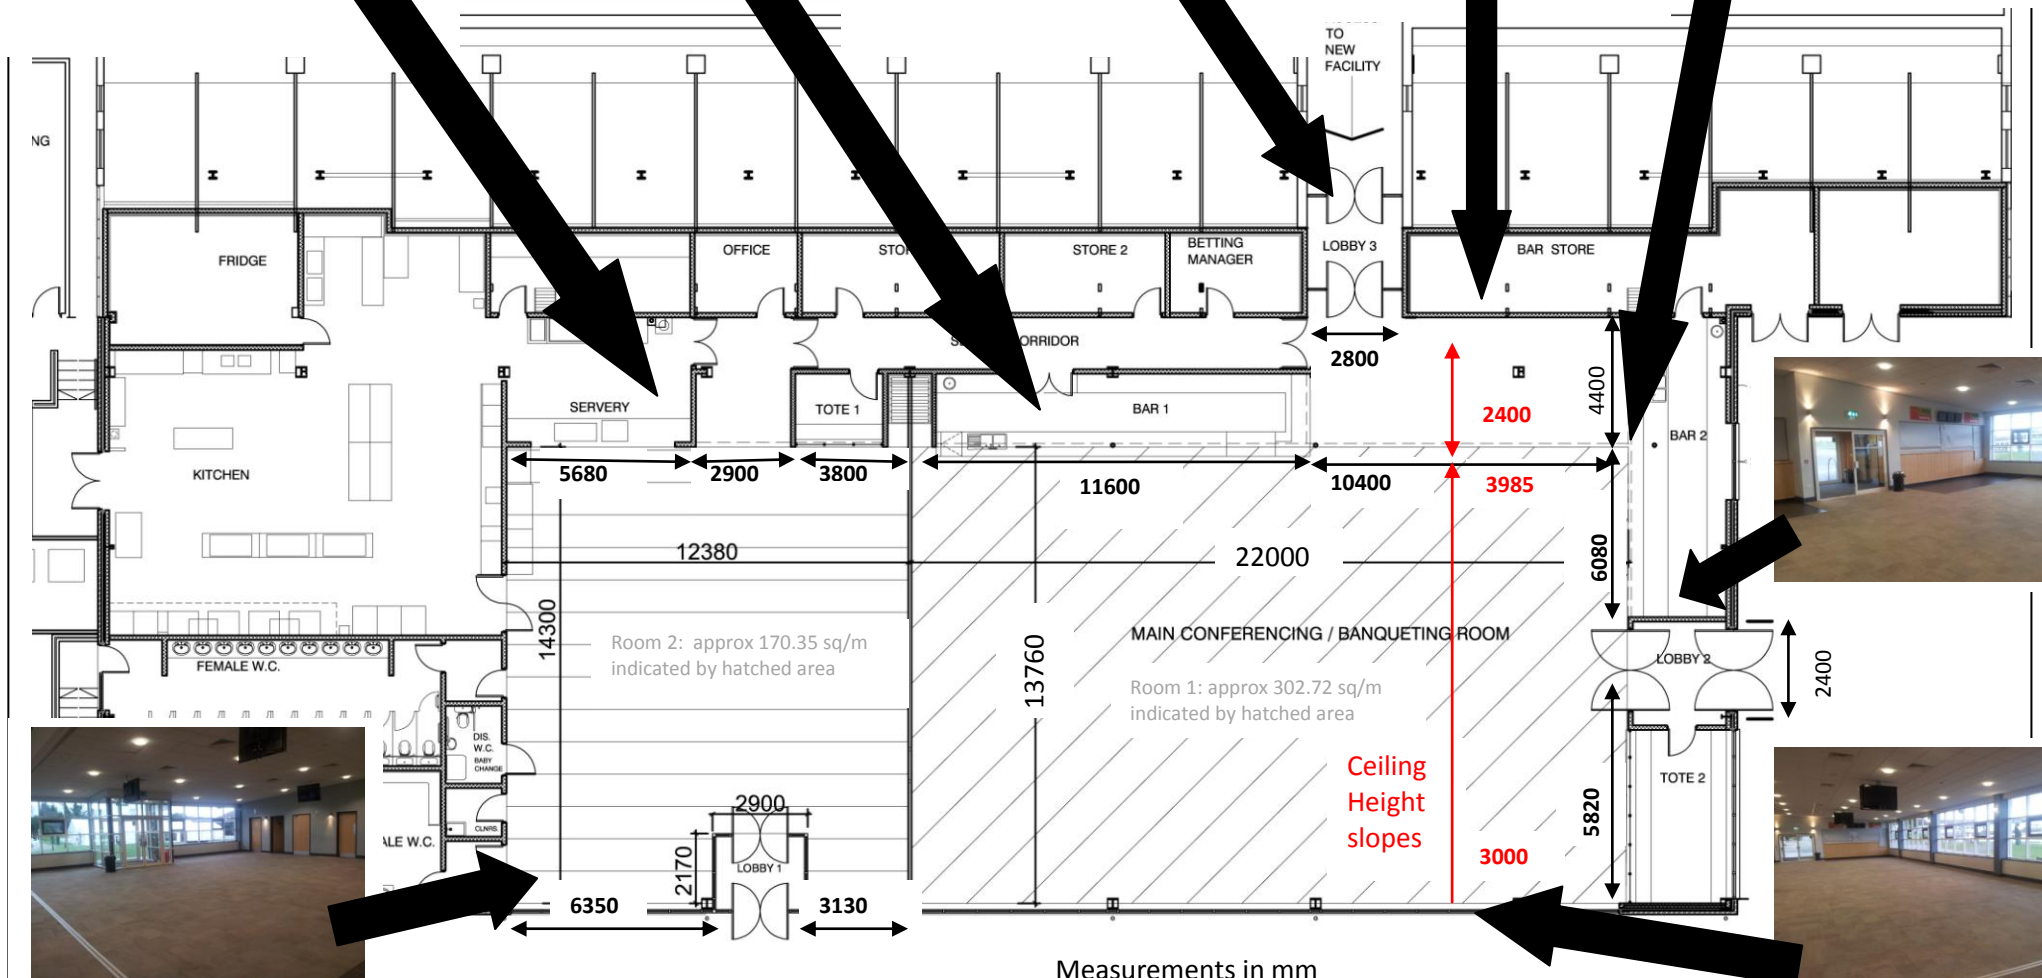 TO
NEW
FACILITY
NG
FRIDGE
OFFICE
STORE 2
BETTING
MANAGER
LOBBY 3
BAR STORE
2800
4400
SERVERY
TOTE 1
BAR 1
2400
BAR 2
KITCHEN
5680
2900
3800
11600
10400
3985
12380
22000
6080
14300
13760
Room 2: approx 170.35 sq/m
indicated by hatched area
MAIN CONFERENCING / BANQUETING ROOM
Room 1: approx 302.72 sq/m
indicated by hatched area
FEMALE W.C.
LOBBY 2
2400
DIS.
W.C.
BABY
CHANGE
Ceiling
Height
slopes
TOTE 2
5820
2900
CLNRS.
ALE W.C.
2170
LOBBY 1
3000
6350
3130
Measurements in mm